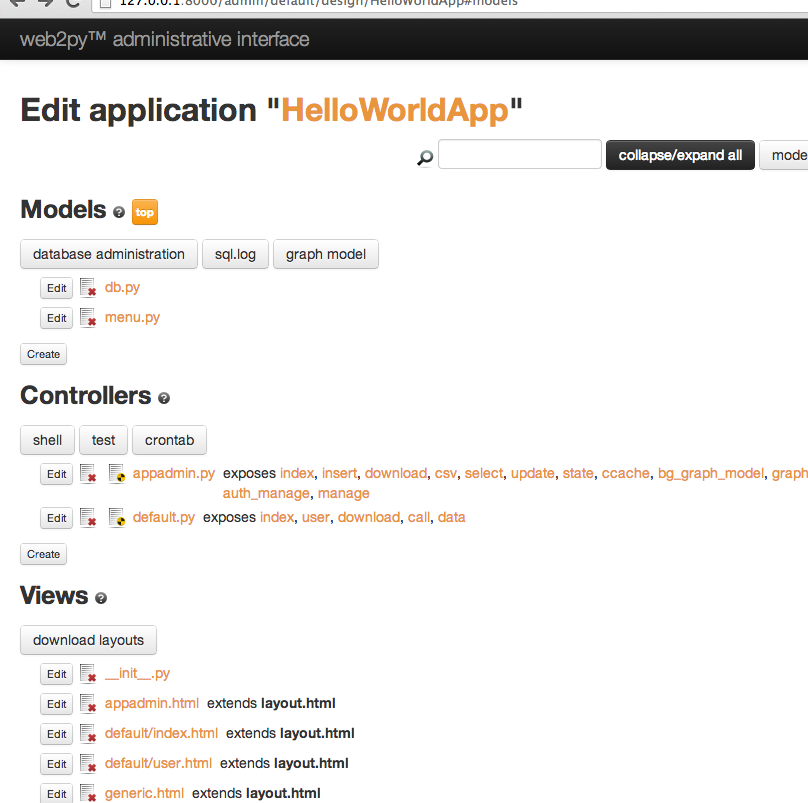 127.0.0.1:8000/admin/default/design/HelloWorldApp#models
web2py™ administrative interface
Edit application "HelloWorldApp"
collapse/expand all mode
Models top
database administration sql.log graph model
Edit db.py
Edit menu.py
Create
Controllers
shell test crontab
Edit appadmin.py exposes index, insert, download, csv, select, update, state, ccache, bg_graph_model, graph
auth_manage, manage
Edit default.py exposes index, user, download, call, data
Create
Views
download layouts
Edit __init__.py
Edit appadmin.html extends layout.html
Edit default/index.html extends layout.html
Edit default/user.html extends layout.html
Edit generic.html extends layout.html